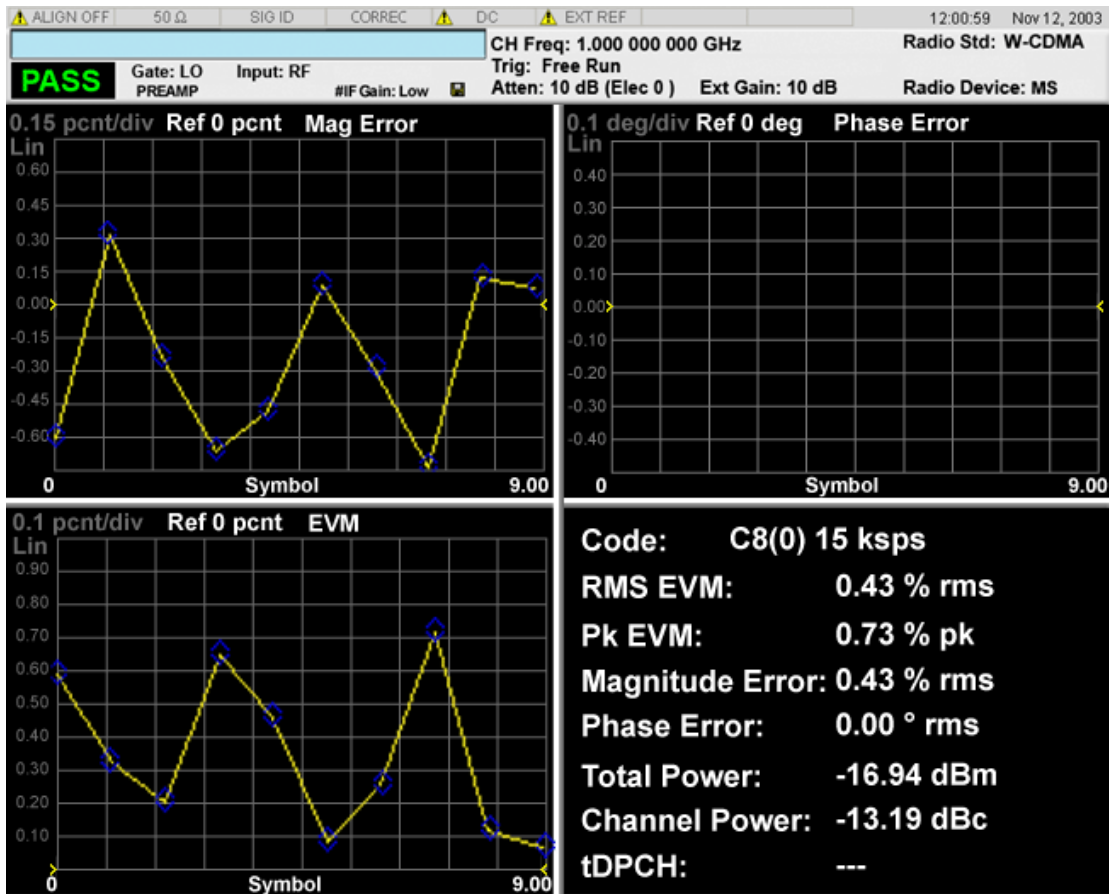 ALIGN OFF 50 Ω SIG ID CORREC DC EXT REF 12:00:59 Nov 12, 2003
CH Freq: 1.000 000 000 GHz Radio Std: W-CDMA
PASS Gate: LO Input: RF Trig: Free Run
PREAMP #IF Gain: Low Atten: 10 dB (Elec 0 ) Ext Gain: 10 dB Radio Device: MS
0.15 pcnt/div Ref 0 pcnt Mag Error
Lin
0.60
0.45
0.30
0.15
0.00
-0.15
-0.30
-0.45
-0.60
0 Symbol 9.00
0.1 deg/div Ref 0 deg Phase Error
Lin
0.40
0.30
0.20
0.10
0.00
-0.10
-0.20
-0.30
-0.40
0 Symbol 9.00
0.1 pcnt/div Ref 0 pcnt EVM
Lin
0.90
0.80
0.70
0.60
0.50
0.40
0.30
0.20
0.10
0 Symbol 9.00
Code: C8(0) 15 ksps
RMS EVM: 0.43 % rms
Pk EVM: 0.73 % pk
Magnitude Error: 0.43 % rms
Phase Error: 0.00 ° rms
Total Power: -16.94 dBm
Channel Power: -13.19 dBc
tDPCH: ---